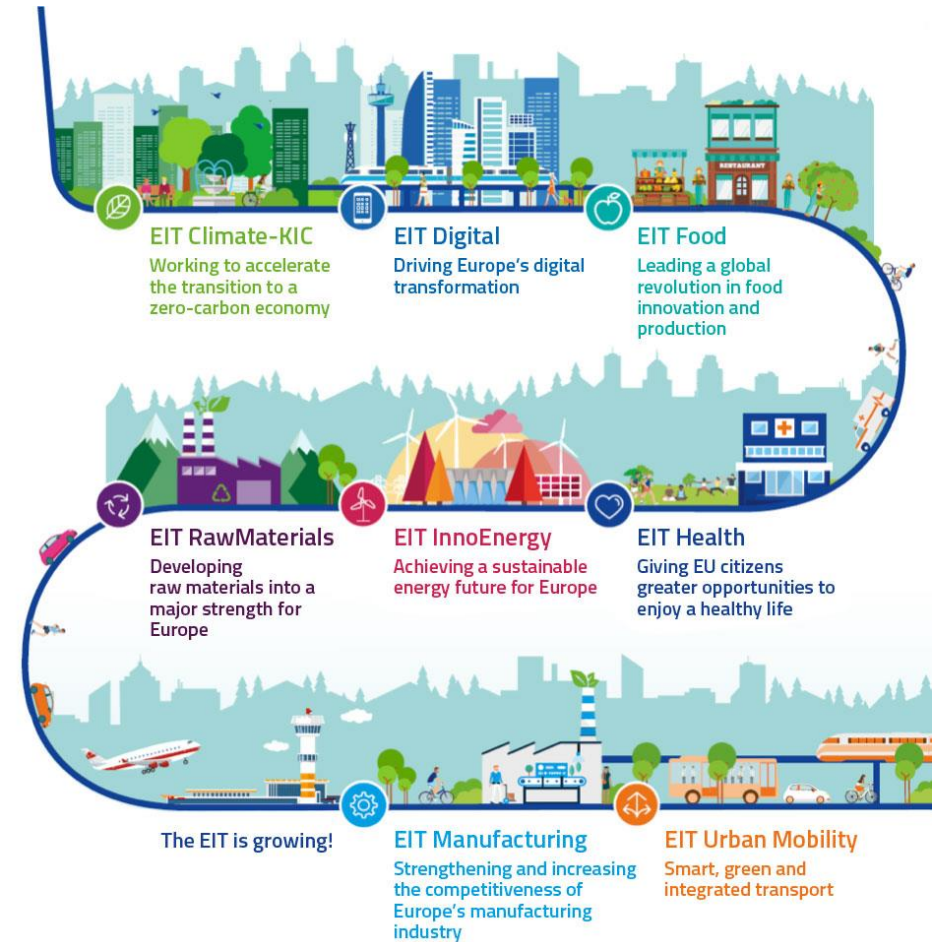 RESTAURANT
EIT Climate-KIC
Working to accelerate
the transition to a
zero-carbon economy
EIT Digital
Driving Europe's digital
transformation
EIT Food
Leading a global
revolution in food
innovation and
production
EIT RawMaterials
Developing
raw materials into a
major strength for
Europe
EIT InnoEnergy
Achieving a sustainable
energy future for Europe
EIT Health
Giving EU citizens
greater opportunities to
enjoy a healthy life
The EIT is growing!
EIT Manufacturing
Strengthening and increasing
the competitiveness of
Europe's manufacturing
industry
EIT Urban Mobility
Smart, green and
integrated transport